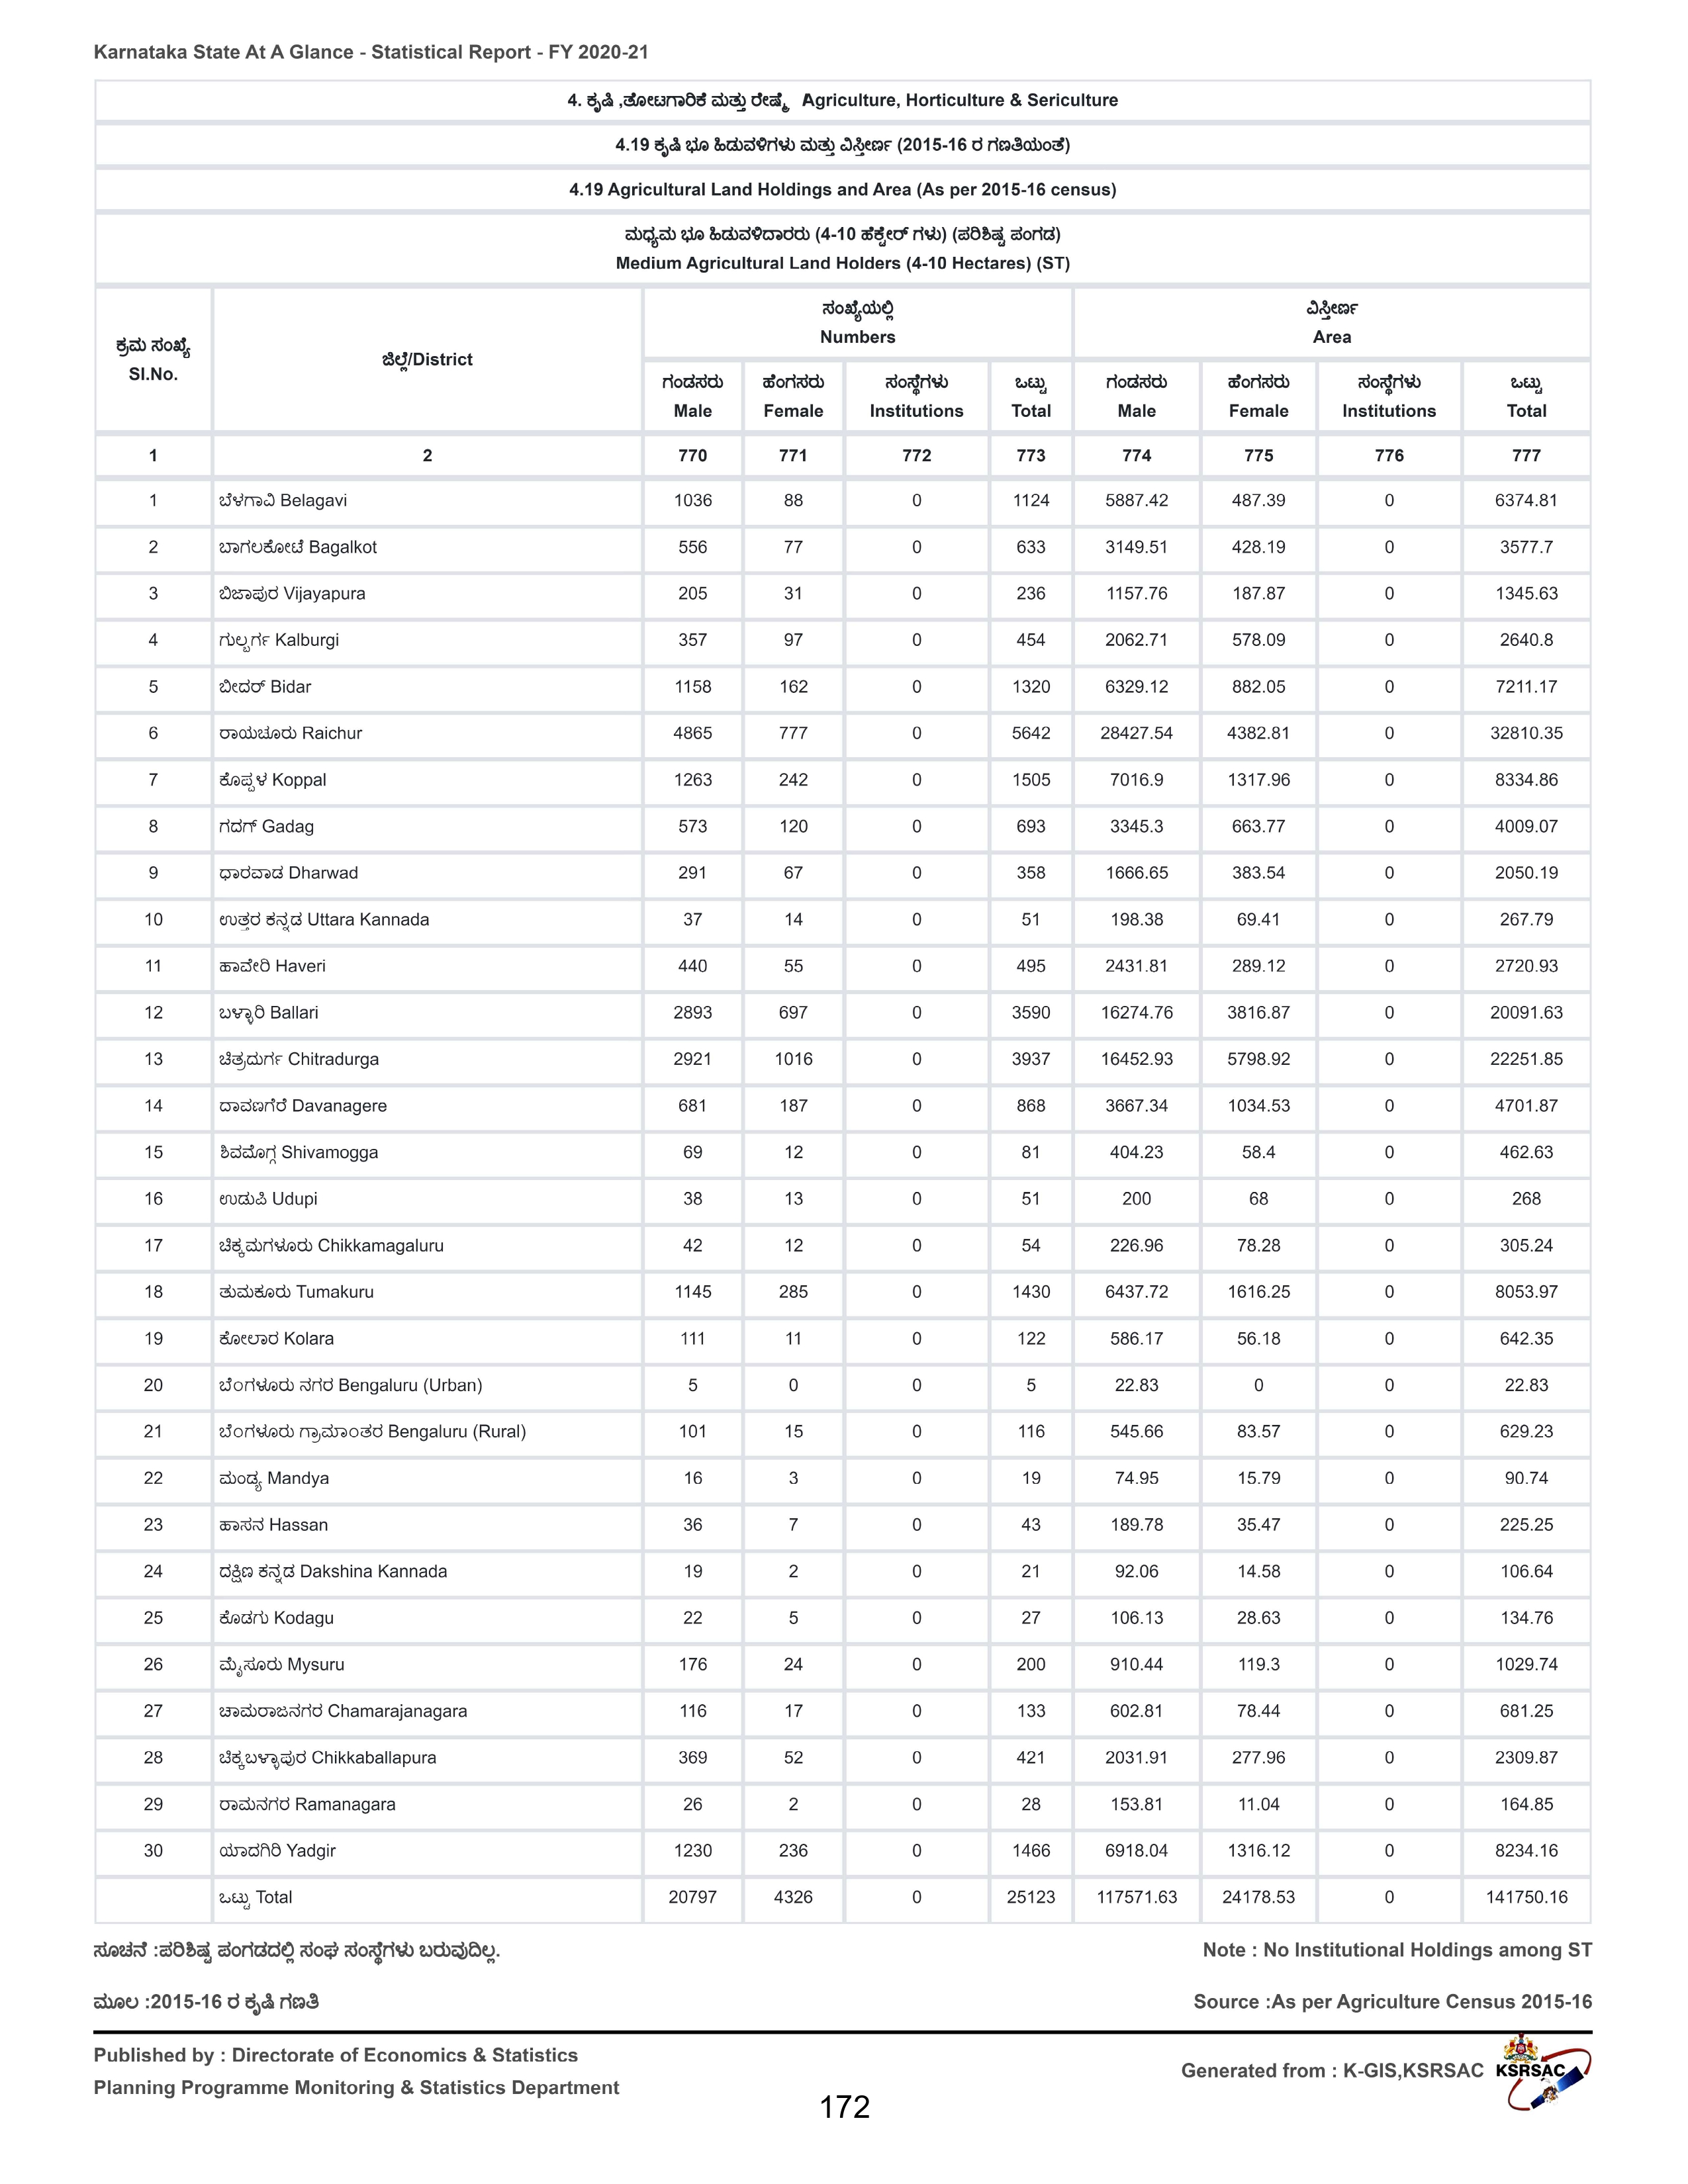 Karnataka State At A Glance - Statistical Report - FY 2020-21
4. ಕೃಷಿ ,ತೋಟಗಾರಿಕೆ ಮತ್ತು ರೇಷ್ಮೆ Agriculture, Horticulture & Sericulture
4.19 ಕೃಷಿ ಭೂ ಹಿಡುವಳಿಗಳು ಮತ್ತು ವಿಸ್ತೀರ್ಣ (2015-16 ರ ಗಣತಿಯಂತೆ)
4.19 Agricultural Land Holdings and Area (As per 2015-16 census)
ಮಧ್ಯಮ ಭೂ ಹಿಡುವಳಿದಾರರು (4-10 ಹೆಕ್ಟೇರ್ ಗಳು) (ಪರಿಶಿಷ್ಟ ಪಂಗಡ)
Medium Agricultural Land Holders (4-10 Hectares) (ST)
ಕ್ರಮ ಸಂಖ್ಯೆ ಜಿಲ್ಲೆ/District ಸಂಖ್ಯೆಯಲ್ಲಿ ವಿಸ್ತೀರ್ಣ
Sl.No. Numbers Area
ಗಂಡಸರು ಹೆಂಗಸರು ಸಂಸ್ಥೆಗಳು ಒಟ್ಟು ಗಂಡಸರು ಹೆಂಗಸರು ಸಂಸ್ಥೆಗಳು ಒಟ್ಟು
Male Female Institutions Total Male Female Institutions Total
1 2 770 771 772 773 774 775 776 777
1 ಬೆಳಗಾವಿ Belagavi 1036 88 0 1124 5887.42 487.39 0 6374.81
2 ಬಾಗಲಕೋಟೆ Bagalkot 556 77 0 633 3149.51 428.19 0 3577.7
3 ಬಿಜಾಪುರ Vijayapura 205 31 0 236 1157.76 187.87 0 1345.63
4 ಗುಲ್ಬರ್ಗ Kalburgi 357 97 0 454 2062.71 578.09 0 2640.8
5 ಬೀದರ್ Bidar 1158 162 0 1320 6329.12 882.05 0 7211.17
6 ರಾಯಚೂರು Raichur 4865 777 0 5642 28427.54 4382.81 0 32810.35
7 ಕೊಪ್ಪಳ Koppal 1263 242 0 1505 7016.9 1317.96 0 8334.86
8 ಗದಗ್ Gadag 573 120 0 693 3345.3 663.77 0 4009.07
9 ಧಾರವಾಡ Dharwad 291 67 0 358 1666.65 383.54 0 2050.19
10 ಉತ್ತರ ಕನ್ನಡ Uttara Kannada 37 14 0 51 198.38 69.41 0 267.79
11 ಹಾವೇರಿ Haveri 440 55 0 495 2431.81 289.12 0 2720.93
12 ಬಳ್ಳಾರಿ Ballari 2893 697 0 3590 16274.76 3816.87 0 20091.63
13 ಚಿತ್ರದುರ್ಗ Chitradurga 2921 1016 0 3937 16452.93 5798.92 0 22251.85
14 ದಾವಣಗೆರೆ Davanagere 681 187 0 868 3667.34 1034.53 0 4701.87
15 ಶಿವಮೊಗ್ಗ Shivamogga 69 12 0 81 404.23 58.4 0 462.63
16 ಉಡುಪಿ Udupi 38 13 0 51 200 68 0 268
17 ಚಿಕ್ಕಮಗಳೂರು Chikkamagaluru 42 12 0 54 226.96 78.28 0 305.24
18 ತುಮಕೂರು Tumakuru 1145 285 0 1430 6437.72 1616.25 0 8053.97
19 ಕೋಲಾರ Kolara 111 11 0 122 586.17 56.18 0 642.35
20 ಬೆಂಗಳೂರು ನಗರ Bengaluru (Urban) 5 0 0 5 22.83 0 0 22.83
21 ಬೆಂಗಳೂರು ಗ್ರಾಮಾಂತರ Bengaluru (Rural) 101 15 0 116 545.66 83.57 0 629.23
22 ಮಂಡ್ಯ Mandya 16 3 0 19 74.95 15.79 0 90.74
23 ಹಾಸನ Hassan 36 7 0 43 189.78 35.47 0 225.25
24 ದಕ್ಷಿಣ ಕನ್ನಡ Dakshina Kannada 19 2 0 21 92.06 14.58 0 106.64
25 ಕೊಡಗು Kodagu 22 5 0 27 106.13 28.63 0 134.76
26 ಮೈಸೂರು Mysuru 176 24 0 200 910.44 119.3 0 1029.74
27 ಚಾಮರಾಜನಗರ Chamarajanagara 116 17 0 133 602.81 78.44 0 681.25
28 ಚಿಕ್ಕಬಳ್ಳಾಪುರ Chikkaballapura 369 52 0 421 2031.91 277.96 0 2309.87
29 ರಾಮನಗರ Ramanagara 26 2 0 28 153.81 11.04 0 164.85
30 ಯಾದಗಿರಿ Yadgir 1230 236 0 1466 6918.04 1316.12 0 8234.16
ಒಟ್ಟು Total 20797 4326 0 25123 117571.63 24178.53 0 141750.16
ಸೂಚನೆ :ಪರಿಶಿಷ್ಟ ಪಂಗಡದಲ್ಲಿ ಸಂಘ ಸಂಸ್ಥೆಗಳು ಬರುವುದಿಲ್ಲ. Note : No Institutional Holdings among ST
ಮೂಲ :2015-16 ರ ಕೃಷಿ ಗಣತಿ Source :As per Agriculture Census 2015-16
Published by : Directorate of Economics & Statistics
Planning Programme Monitoring & Statistics Department
Generated from : K-GIS,KSRSAC KSRSAC
172